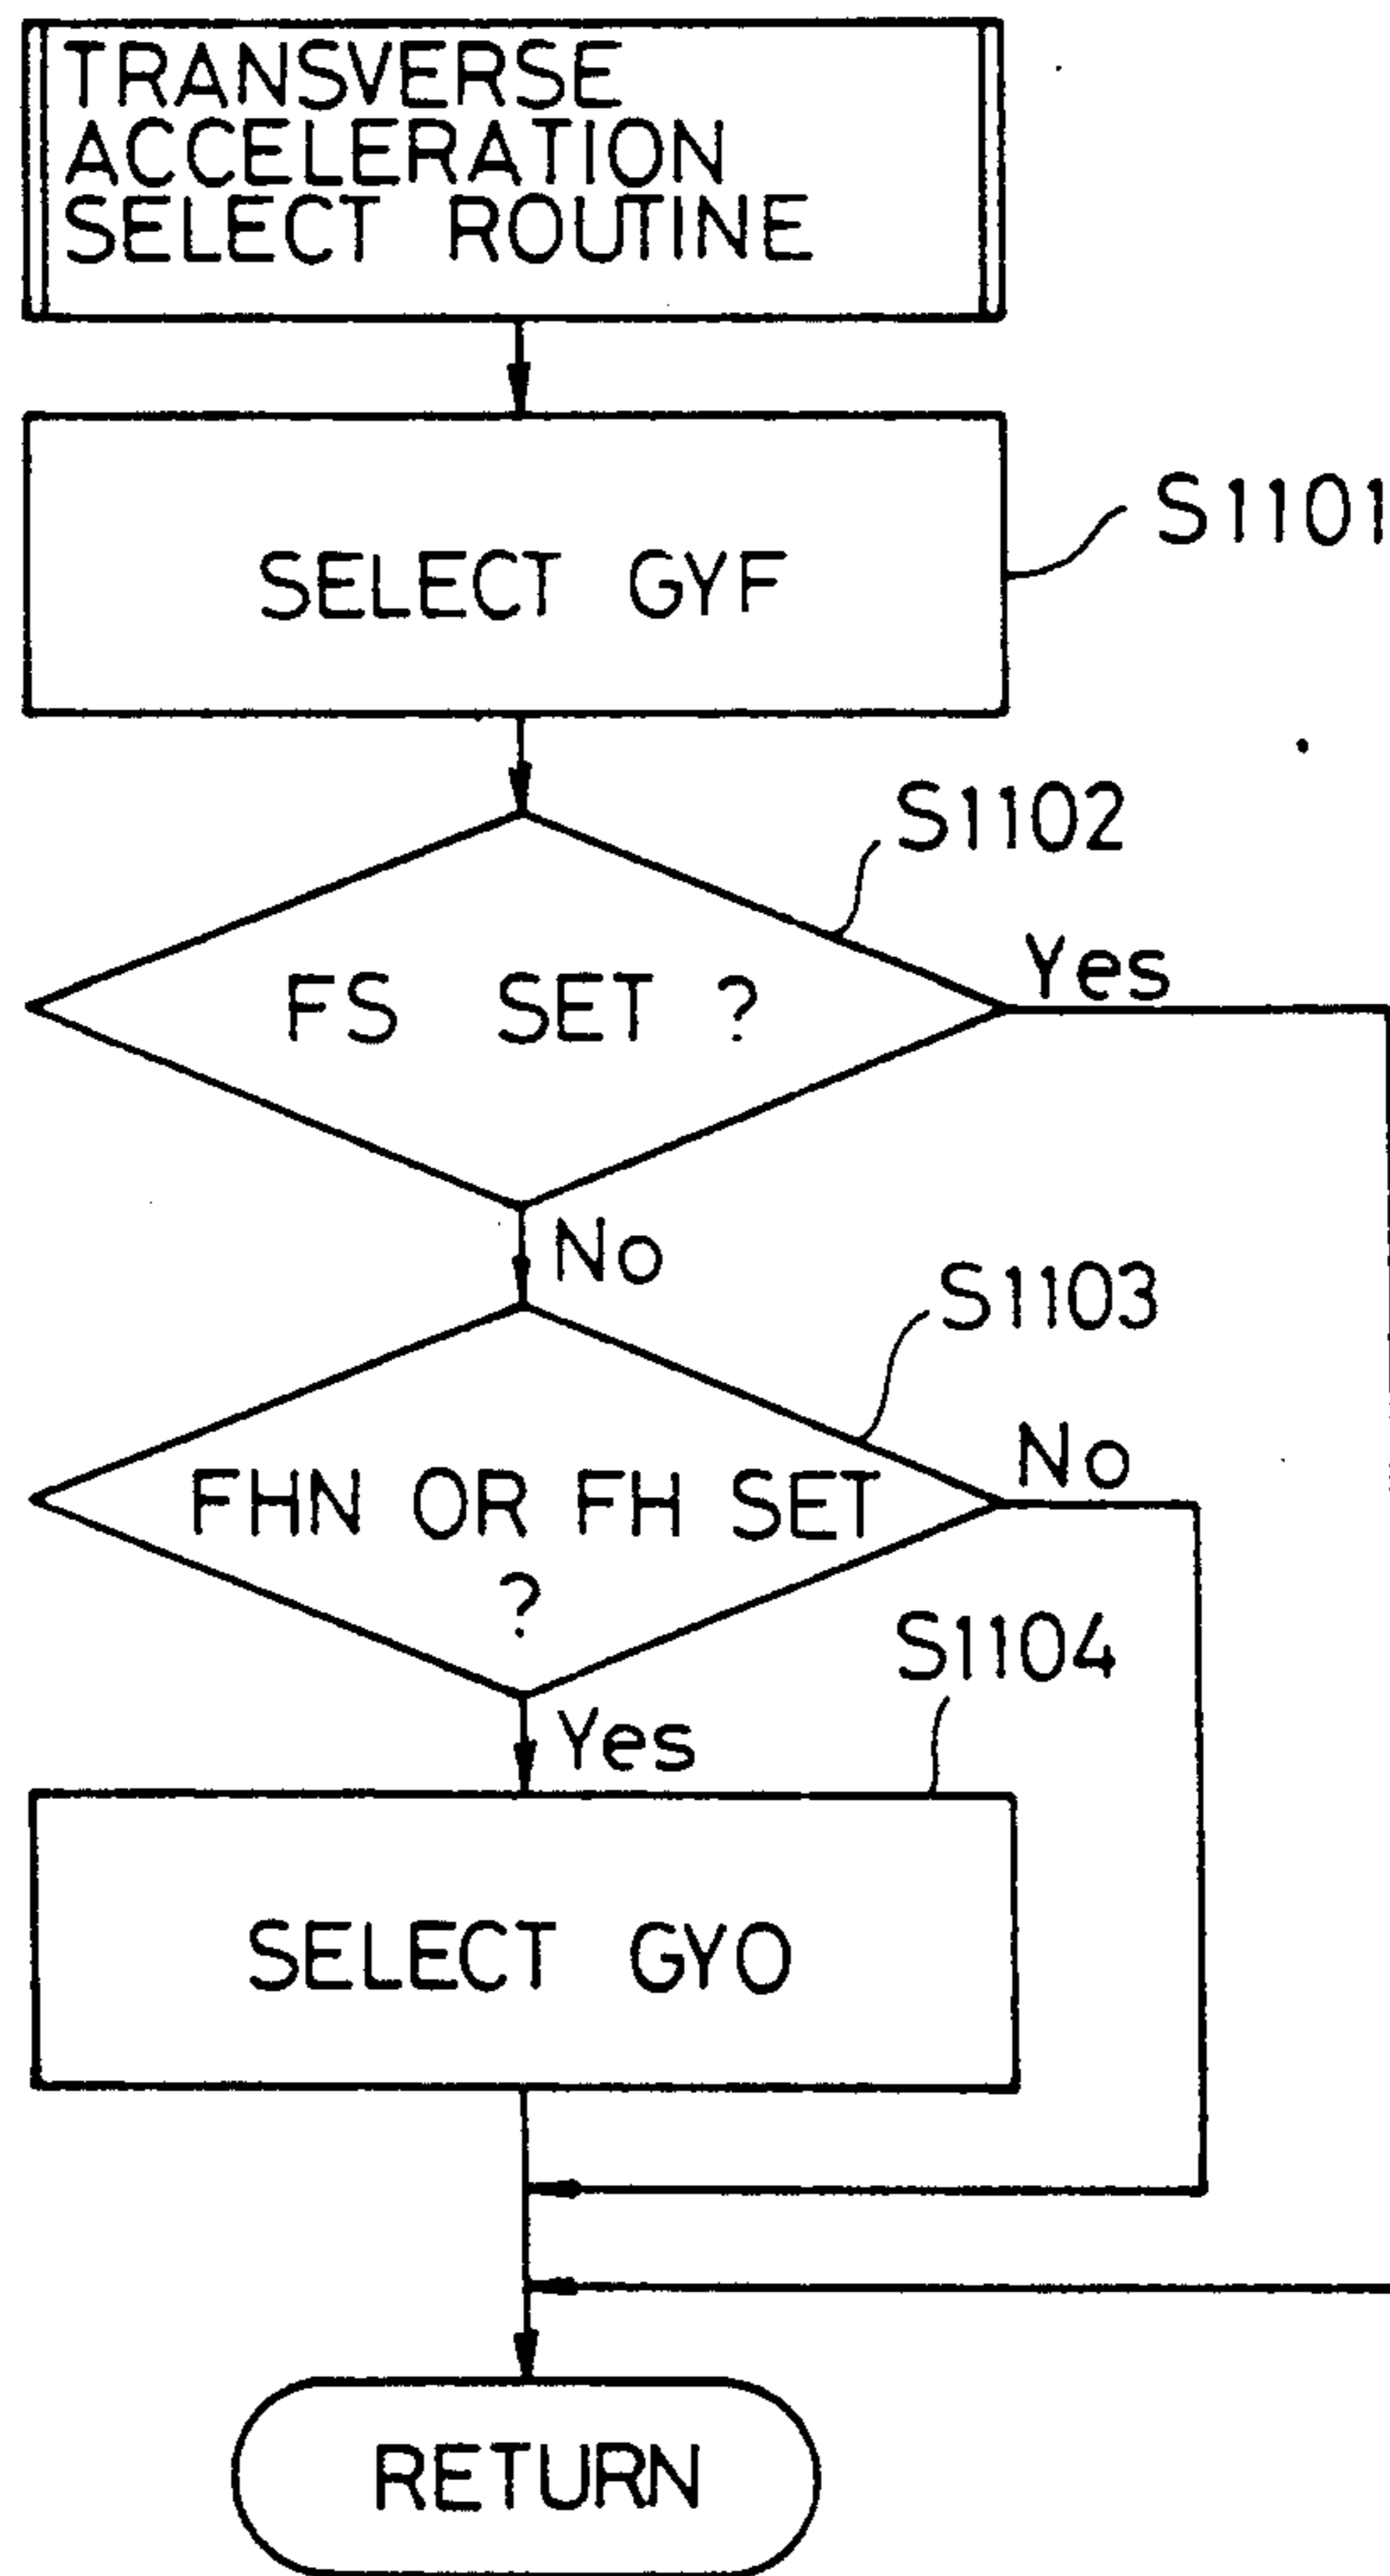 TRANSVERSE
ACCELERATION
SELECT ROUTINE
SELECT GYF
S1101
S1102
FS SET ?
Yes
No
S1103
FHN OR FH SET
?
No
S1104
Yes
SELECT GYO
RETURN